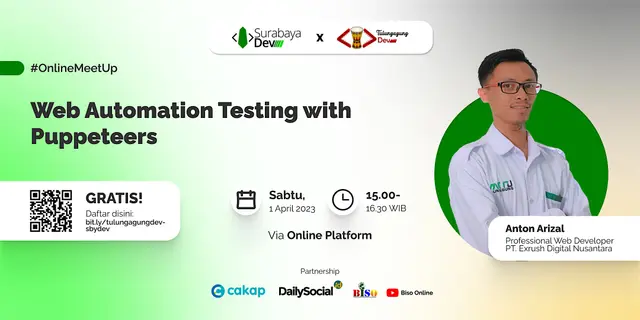 Surabaya
Dev
x
Tulungagung
Dev
#OnlineMeetUp
Web Automation Testing with
Puppeteers
GRATIS!
Daftar disini:
bit.ly/tulungagungdev-
sbydev
Sabtu,
1 April 2023
15.00-
16.30 WIB
Via Online Platform
Anton Arizal
Professional Web Developer
PT. Exrush Digital Nusantara
Partnership
cakap
DailySocial
BISO
Biso Online